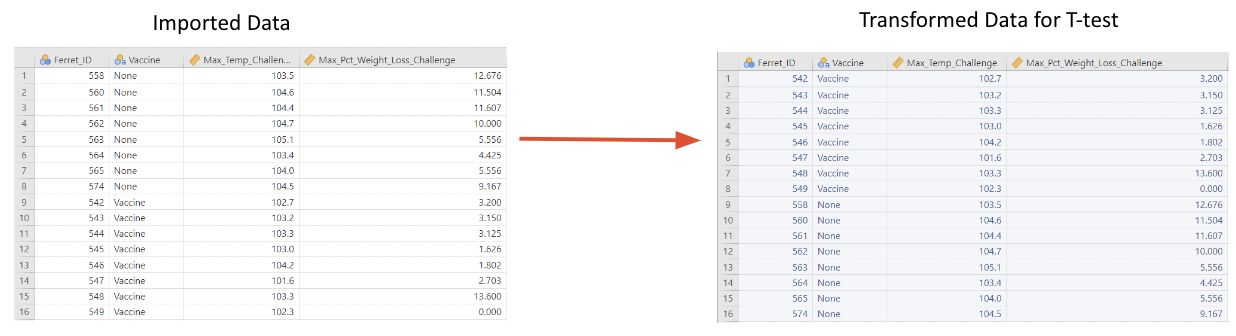 Imported Data
Ferret_ID Vaccine Max_Temp_Challen... Max_Pct_Weight_Loss_Challenge
1 558 None 103.5 12.676
2 560 None 104.6 11.504
3 561 None 104.4 11.607
4 562 None 104.7 10.000
5 563 None 105.1 5.556
6 564 None 103.4 4.425
7 565 None 104.0 5.556
8 574 None 104.5 9.167
9 542 Vaccine 102.7 3.200
10 543 Vaccine 103.2 3.150
11 544 Vaccine 103.3 3.125
12 545 Vaccine 103.0 1.626
13 546 Vaccine 104.2 1.802
14 547 Vaccine 101.6 2.703
15 548 Vaccine 103.3 13.600
16 549 Vaccine 102.3 0.000
Transformed Data for T-test
Ferret_ID Vaccine Max_Temp_Challenge Max_Pct_Weight_Loss_Challenge
1 542 Vaccine 102.7 3.200
2 543 Vaccine 103.2 3.150
3 544 Vaccine 103.3 3.125
4 545 Vaccine 103.0 1.626
5 546 Vaccine 104.2 1.802
6 547 Vaccine 101.6 2.703
7 548 Vaccine 103.3 13.600
8 549 Vaccine 102.3 0.000
9 558 None 103.5 12.676
10 560 None 104.6 11.504
11 561 None 104.4 11.607
12 562 None 104.7 10.000
13 563 None 105.1 5.556
14 564 None 103.4 4.425
15 565 None 104.0 5.556
16 574 None 104.5 9.167